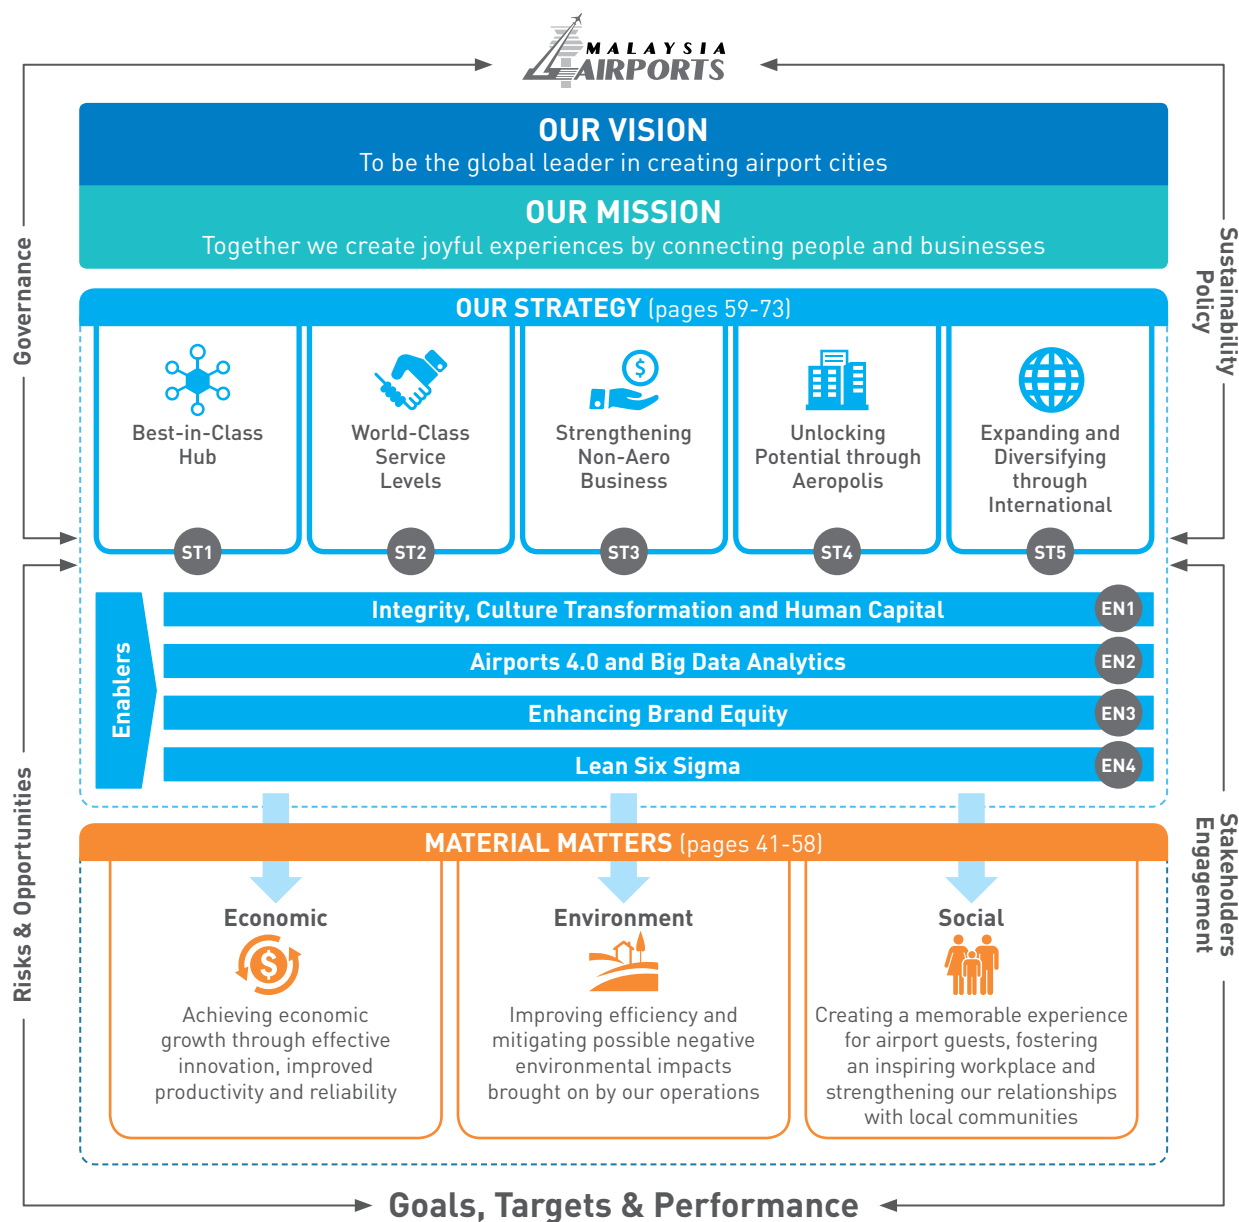 MALAYSIA
AIRPORTS
OUR VISION
To be the global leader in creating airport cities
OUR MISSION
Together we create joyful experiences by connecting people and businesses
Governance
Sustainability
Policy
OUR STRATEGY (pages 59-73)
$
Best-in-Class
Hub
ST1
World-Class
Service
Levels
ST2
Strengthening
Non-Aero
Business
ST3
Unlocking
Potential through
Aeropolis
ST4
Expanding and
Diversifying
through
International
ST5
Enablers
Integrity, Culture Transformation and Human Capital
EN1
Airports 4.0 and Big Data Analytics
EN2
Enhancing Brand Equity
EN3
Lean Six Sigma
EN4
Risks & Opportunities
Stakeholders
Engagement
MATERIAL MATTERS (pages 41-58)
Economic
$
Achieving economic
growth through effective
innovation, improved
productivity and reliability
Environment
Improving efficiency and
mitigating possible negative
environmental impacts
brought on by our operations
Social
Creating a memorable experience
for airport guests, fostering
an inspiring workplace and
strengthening our relationships
with local communities
Goals, Targets & Performance